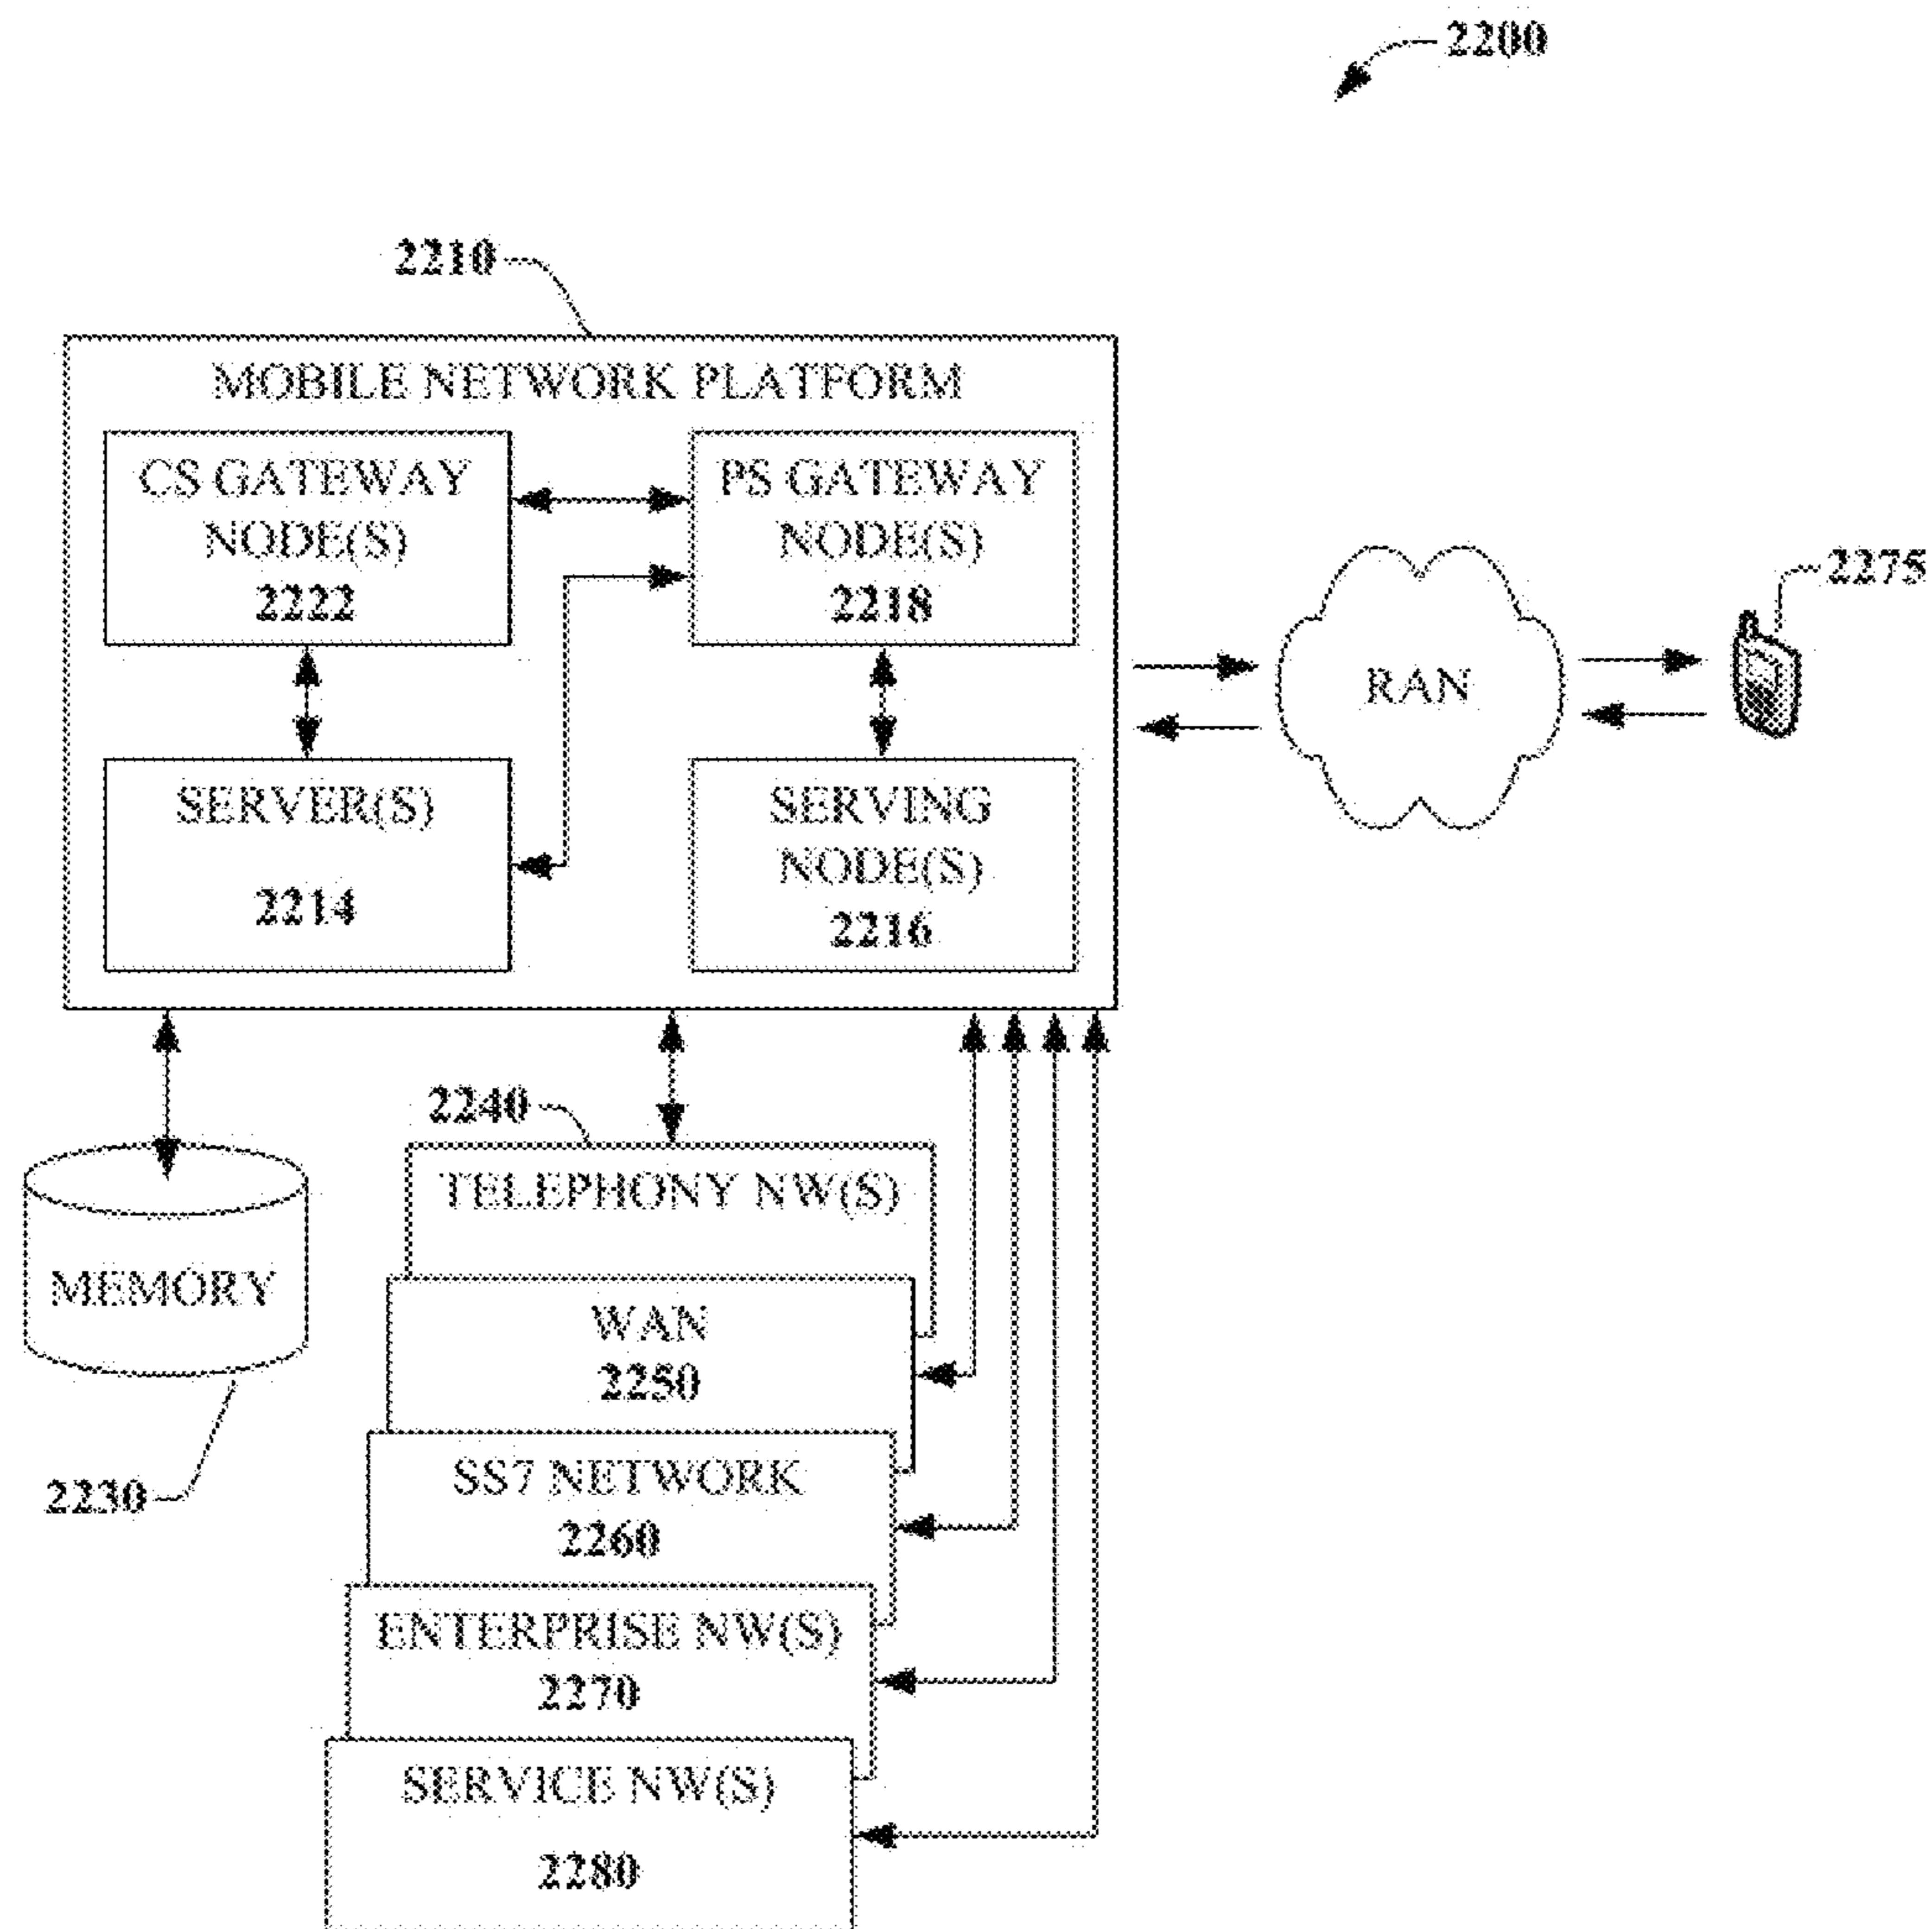 2200
2210
MOBILE NETWORK PLATFORM
CS GATEWAY
NODE(S)
2222
PS GATEWAY
NODE(S)
2218
SERVER(S)
2214
SERVING
NODE(S)
2216
RAN
2275
2240
TELEPHONY NW(S)
MEMORY
2230
WAN
2250
SS7 NETWORK
2260
ENTERPRISE NW(S)
2270
SERVICE NW(S)
2280